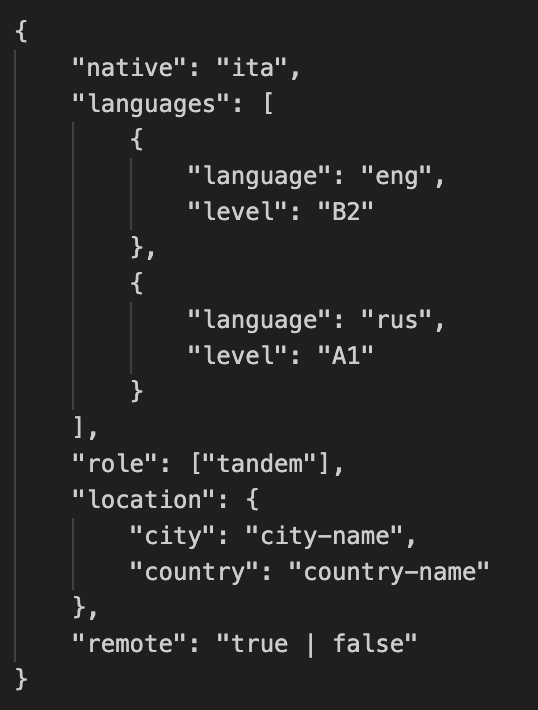 {
"native": "ita",
"languages": [
{
"language": "eng",
"level": "B2"
},
{
"language": "rus",
"level": "A1"
}
],
"role": ["tandem"],
"location": {
"city": "city-name",
"country": "country-name"
},
"remote": "true | false"
}